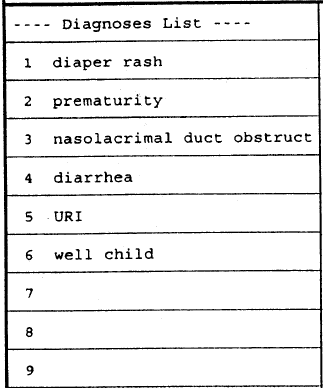 ---- Diagnoses List ----
1 diaper rash
2 prematurity
3 nasolacrimal duct obstruct
4 diarrhea
5 URI
6 well child
7
8
9